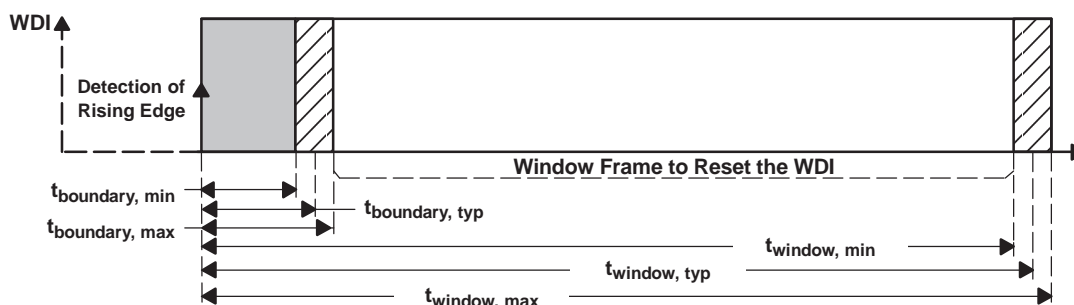 WDI
Detection of
Rising Edge
Window Frame to Reset the WDI
tboundary, min
tboundary, typ
tboundary, max
twindow, min
twindow, typ
twindow, max